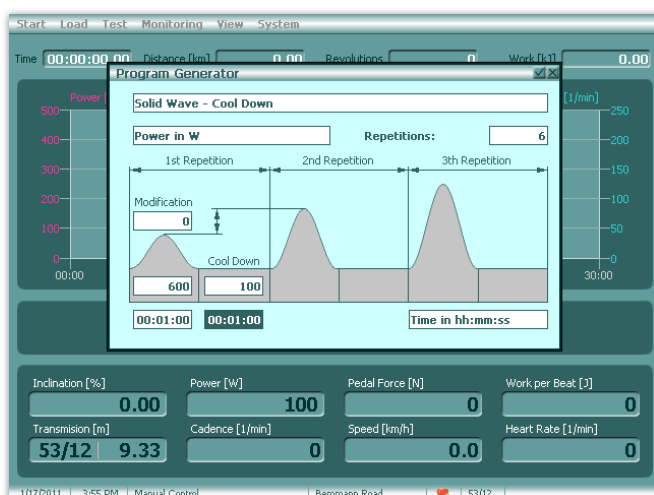 Start Load Test Monitoring View System
Time 00:00:00.00 Distance [km] 0.00 Revolutions 0 Work [kJ] 0.00
Program Generator
Power [ [1/min]
Solid Wave - Cool Down
Power in W Repetitions: 6
1st Repetition 2nd Repetition 3th Repetition
500 250
400 200
300 150
200 100
100 50
0 0
00:00 30:00
Modification
0
Cool Down
600 100
00:01:00 00:01:00 Time in hh:mm:ss
Inclination [%] Power [W] Pedal Force [N] Work per Beat [J]
0.00 100 0 0
Transmision [m] Cadence [1/min] Speed [km/h] Heart Rate [1/min]
53/12 9.33 0 0.0 0
1/17/2011 3:55 PM Manual Control Bergmann Road 53/12